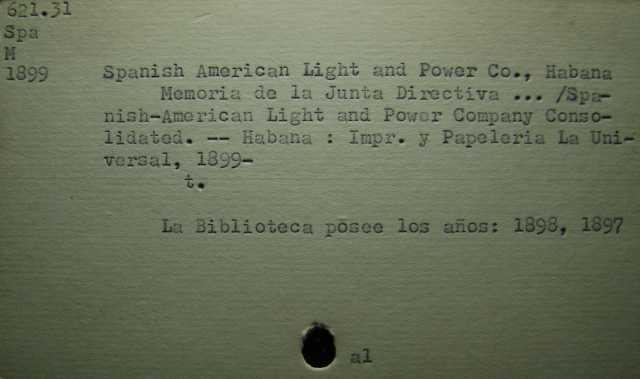 621.31
Spa
M
1899 Spanish American Light and Power Co., Habana
Memoria de la Junta Directiva ... /Spa-
nish-American Light and Power Company Conso-
lidated. -- Habana : Impr. y Papeleria La Uni-
versal, 1899-
t.
La Biblioteca posee los años: 1898, 1897
al